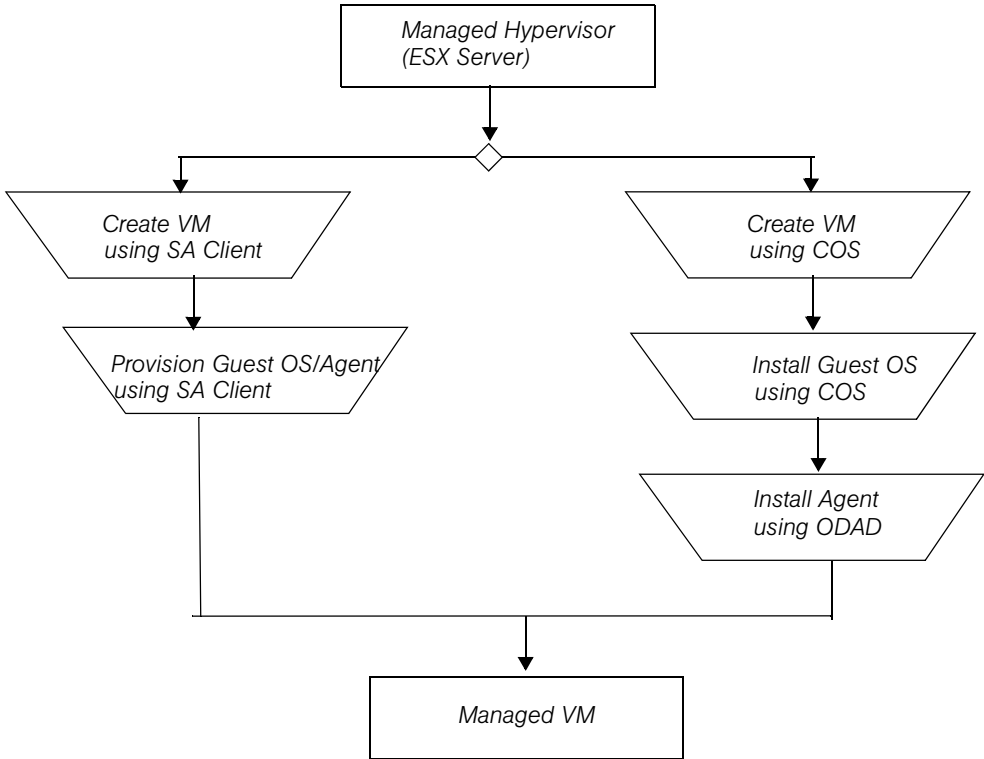 Managed Hypervisor
(ESX Server)
Create VM
using SA Client
Create VM
using COS
Provision Guest OS/Agent
using SA Client
Install Guest OS
using COS
Install Agent
using ODAD
Managed VM